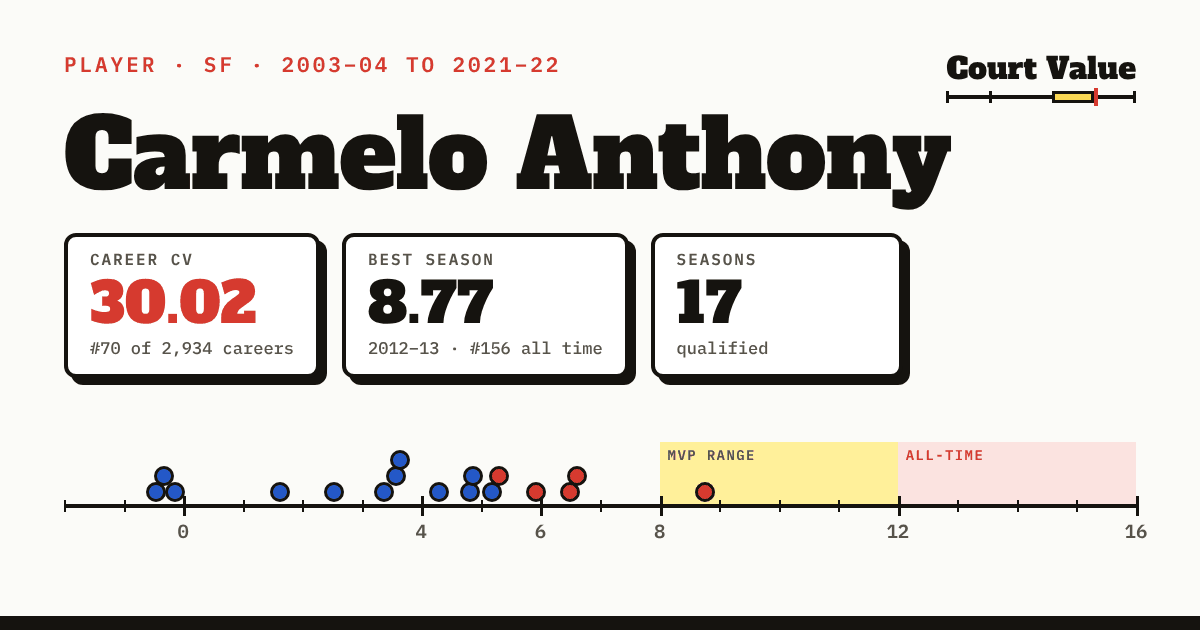 PLAYER · SF · 2003–04 TO 2021–22
Court Value
Carmelo Anthony
CAREER CV
30.02
#70 of 2,934 careers
BEST SEASON
8.77
2012–13 · #156 all time
SEASONS
17
qualified
MVP RANGE
ALL-TIME
0 4 6 8 12 16